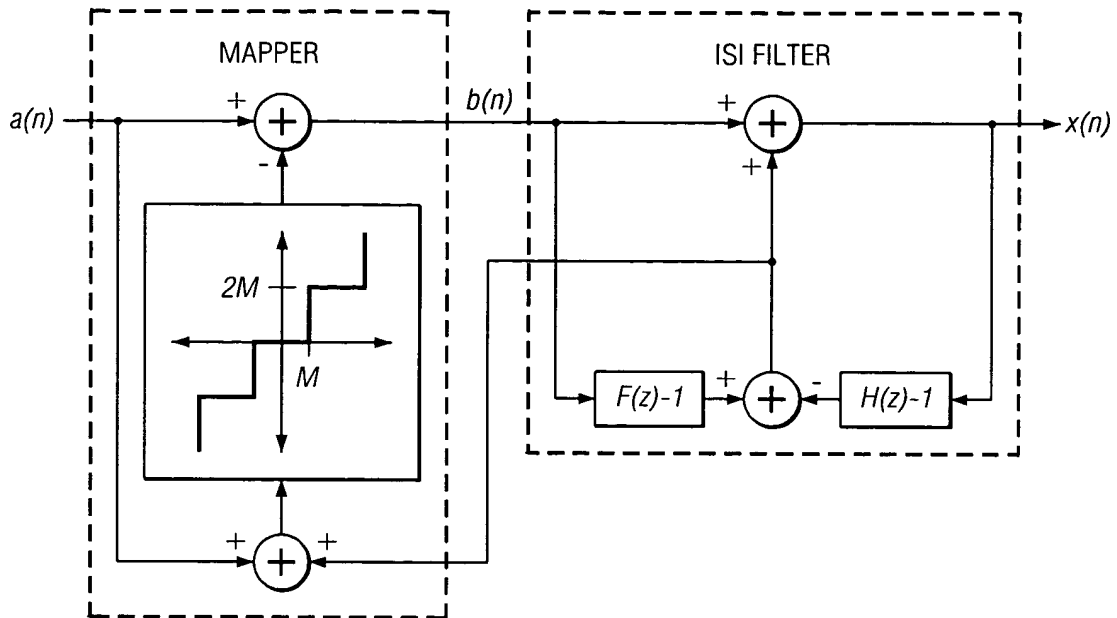 MAPPER
ISI FILTER
a(n)
+
+
b(n)
+
+
x(n)
-
+
2M
M
F(z)-1
+
+
-
H(z)-1
+
+
+